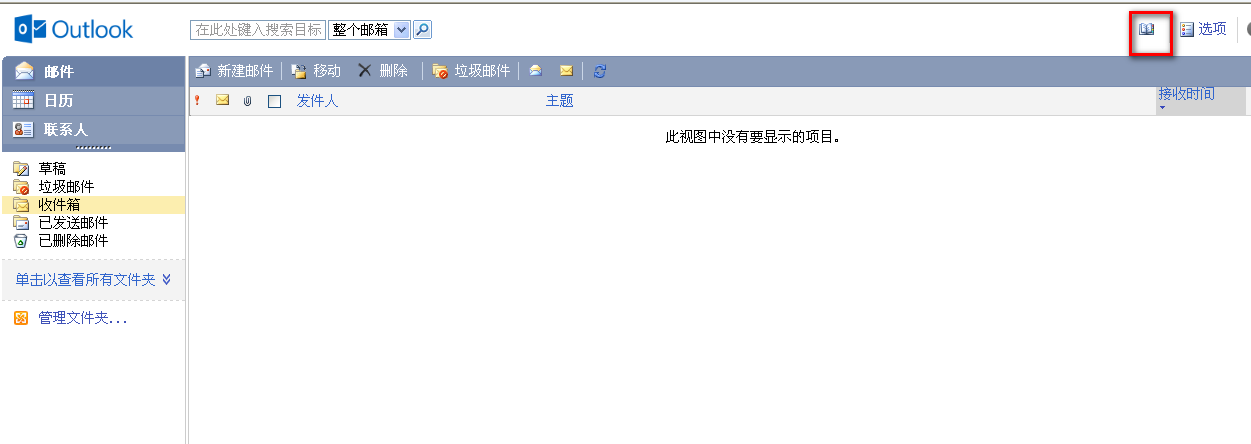 Outlook
在此处键入搜索目标 整个邮箱
选项
邮件
日历
联系人
新建邮件 移动 删除 垃圾邮件
发件人 主题 接收时间
此视图中没有要显示的项目。
草稿
垃圾邮件
收件箱
已发送邮件
已删除邮件
单击以查看所有文件夹
管理文件夹...